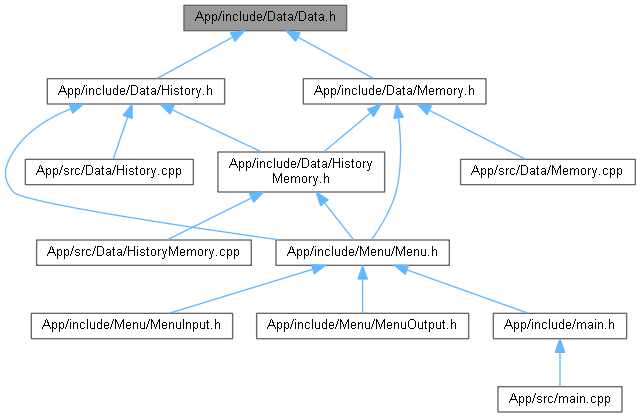 App/include/Data/Data.h
App/include/Data/History.h
App/include/Data/Memory.h
App/src/Data/History.cpp
App/include/Data/History
Memory.h
App/src/Data/Memory.cpp
App/src/Data/HistoryMemory.cpp
App/include/Menu/Menu.h
App/include/Menu/MenuInput.h
App/include/Menu/MenuOutput.h
App/include/main.h
App/src/main.cpp